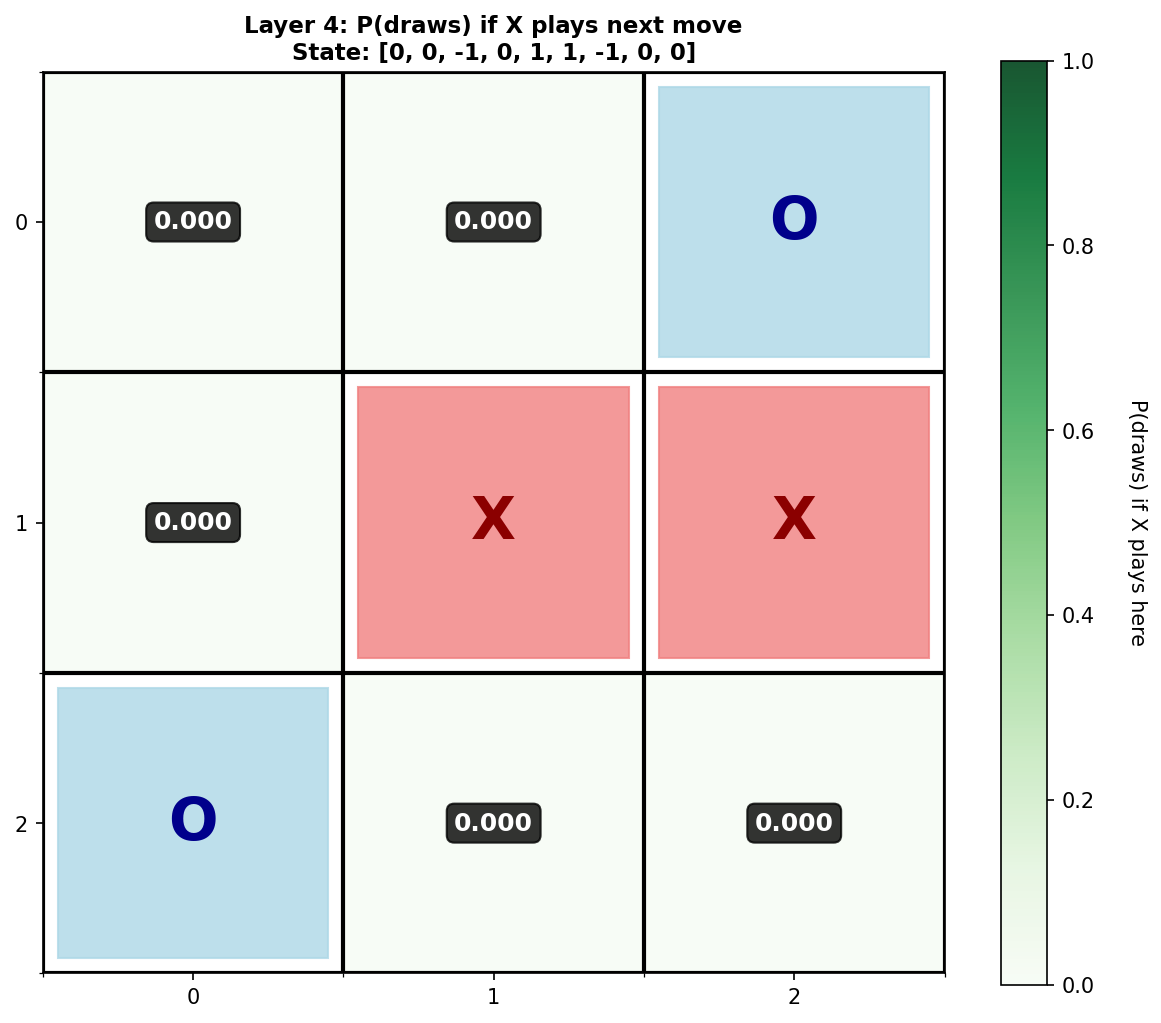 Layer 4: P(draws) if X plays next move
State: [0, 0, -1, 0, 1, 1, -1, 0, 0]
0
0.000
0.000
O
1
0.000
X
X
2
O
0.000
0.000
0
1
2
1.0
0.8
0.6
0.4
0.2
0.0
P(draws) if X plays here